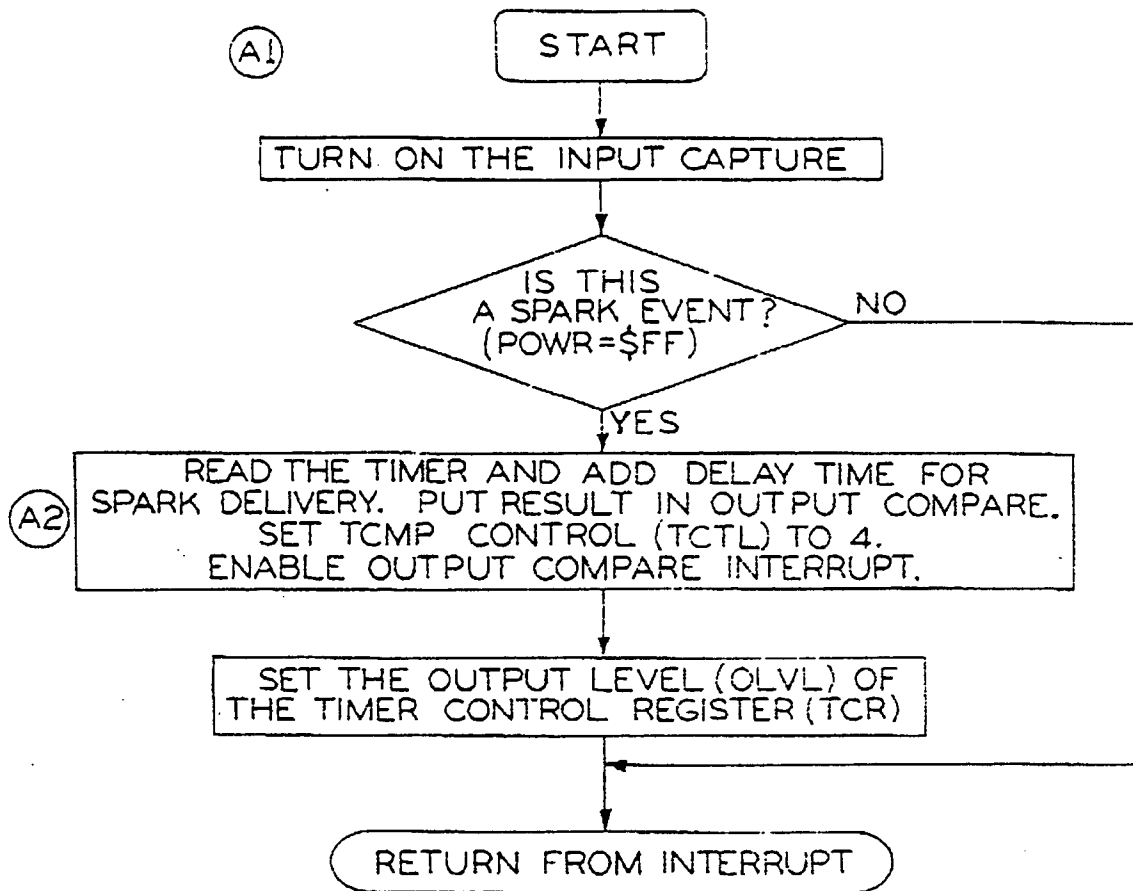 A1
START
TURN ON THE INPUT CAPTURE
IS THIS
A SPARK EVENT?
(POWR=$FF)
NO
YES
A2
READ THE TIMER AND ADD DELAY TIME FOR
SPARK DELIVERY. PUT RESULT IN OUTPUT COMPARE.
SET TCMP CONTROL (TCTL) TO 4.
ENABLE OUTPUT COMPARE INTERRUPT.
SET THE OUTPUT LEVEL (OLVL) OF
THE TIMER CONTROL REGISTER (TCR)
RETURN FROM INTERRUPT